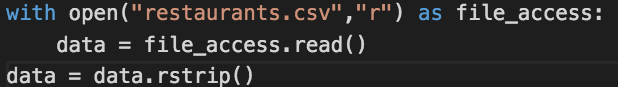 with open("restaurants.csv","r") as file_access:
    data = file_access.read()
data = data.rstrip()